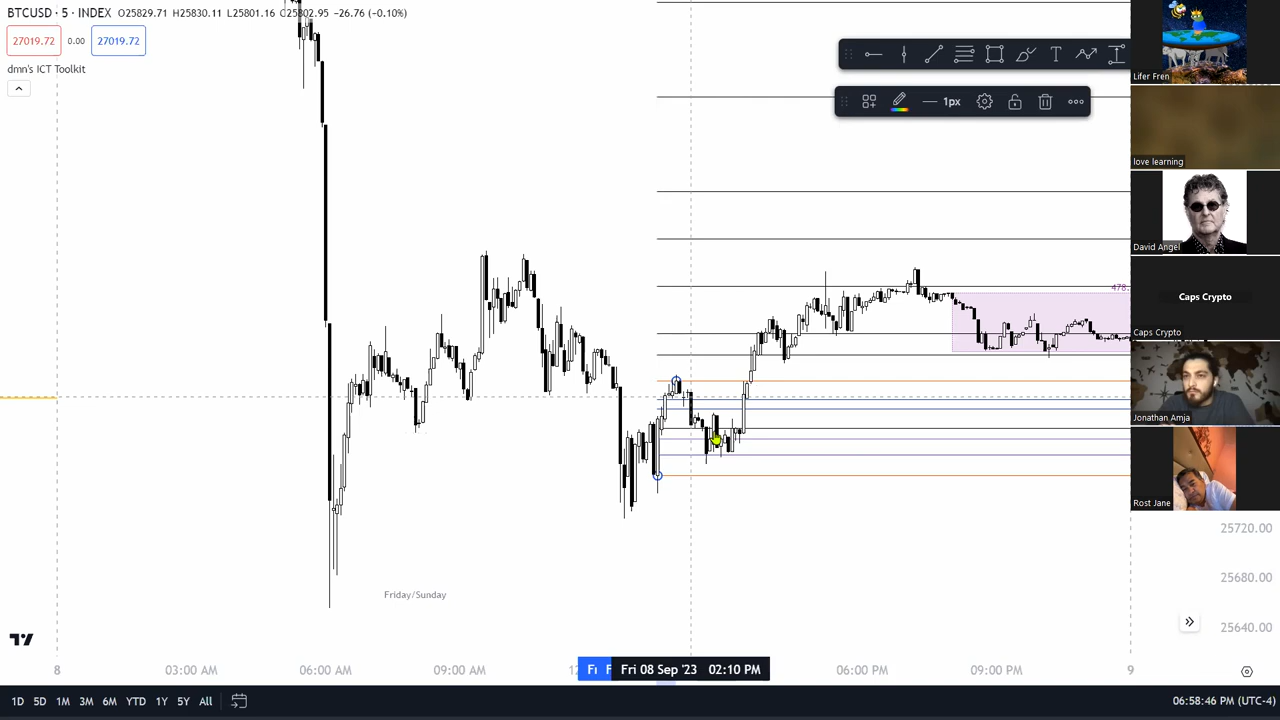 BTCUSD · 5 · INDEX O25829.71 H25830.11 L25801.16 C25802.95 −26.76 (−0.10%)
27019.72 0.00 27019.72
dmn's ICT Toolkit
1px
T
Lifer Fren
love learning
David Angel
Caps Crypto
Caps Crypto
Jonathan Amja
Rost Jane
478.
25720.00
25680.00
25640.00
Friday/Sunday
8 03:00 AM 06:00 AM 09:00 AM Fri 08 Sep '23 02:10 PM 06:00 PM 09:00 PM 9
1D 5D 1M 3M 6M YTD 1Y 5Y All 06:58:46 PM (UTC-4)